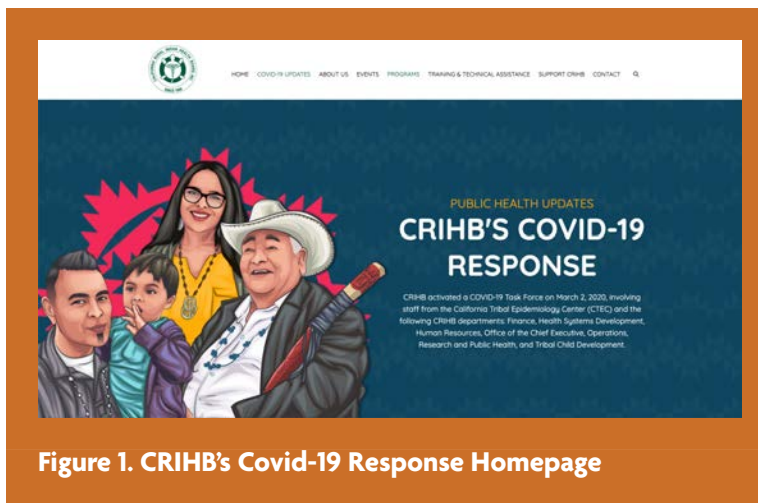 HOME COVID-19 UPDATES ABOUT US EVENTS PROGRAMS TRAINING & TECHNICAL ASSISTANCE SUPPORT CRIHB CONTACT
PUBLIC HEALTH UPDATES
CRIHB'S COVID-19
RESPONSE
CRIHB activated a COVID-19 Task Force on March 2, 2020, involving
staff from the California Tribal Epidemiology Center (CTEC) and the
following CRIHB departments: Finance, Health Systems Development,
Human Resources, Office of the Chief Executive, Operations,
Research and Public Health, and Tribal Child Development.
Figure 1. CRIHB's Covid-19 Response Homepage